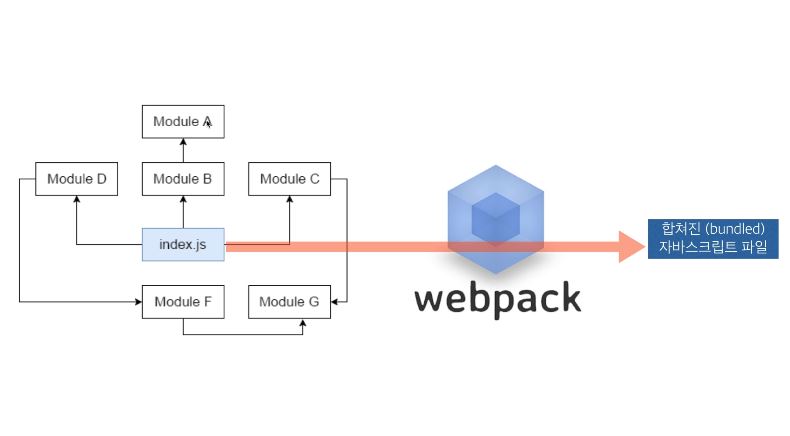 Module A
Module D
Module B
Module C
index.js
합쳐진 (bundled)
자바스크립트 파일
Module F
Module G
webpack